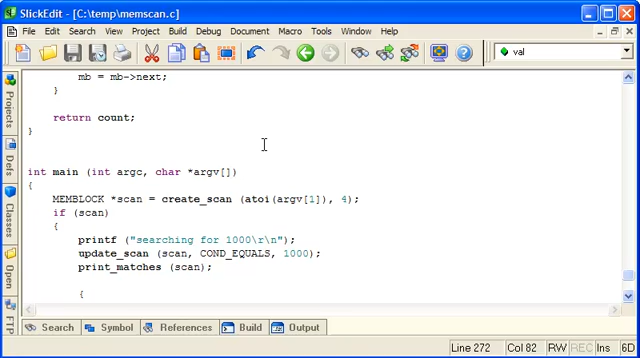 SlickEdit - [C:\temp\memscan.c]
File Edit Search View Project Build Debug Document Macro Tools Window Help
val
Projects
Defs
Classes
Open
FTP
mb = mb->next;
}
return count;
}
int main (int argc, char *argv[])
{
MEMBLOCK *scan = create_scan (atoi(argv[1]), 4);
if (scan)
{
printf ("searching for 1000\r\n");
update_scan (scan, COND_EQUALS, 1000);
print_matches (scan);
{
Search Symbol References Build Output
Line 272 Col 82 RW REC Ins 6D